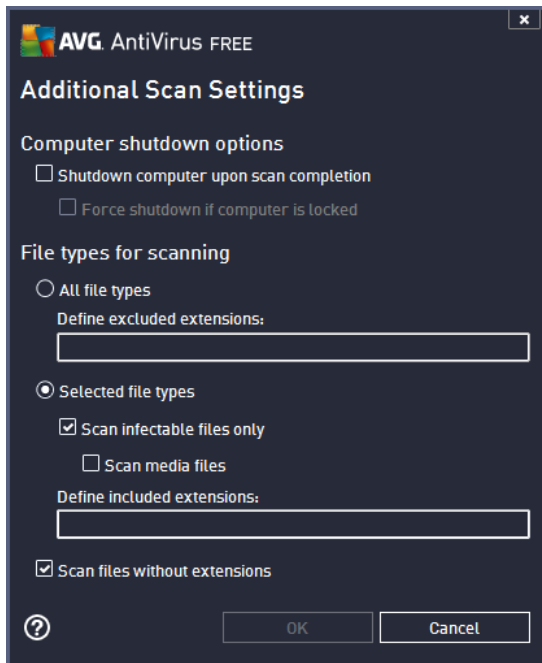 AVG. AntiVirus FREE
Additional Scan Settings
Computer shutdown options
Shutdown computer upon scan completion
Force shutdown if computer is locked
File types for scanning
All file types
Define excluded extensions:
Selected file types
Scan infectable files only
Scan media files
Define included extensions:
Scan files without extensions
? OK Cancel